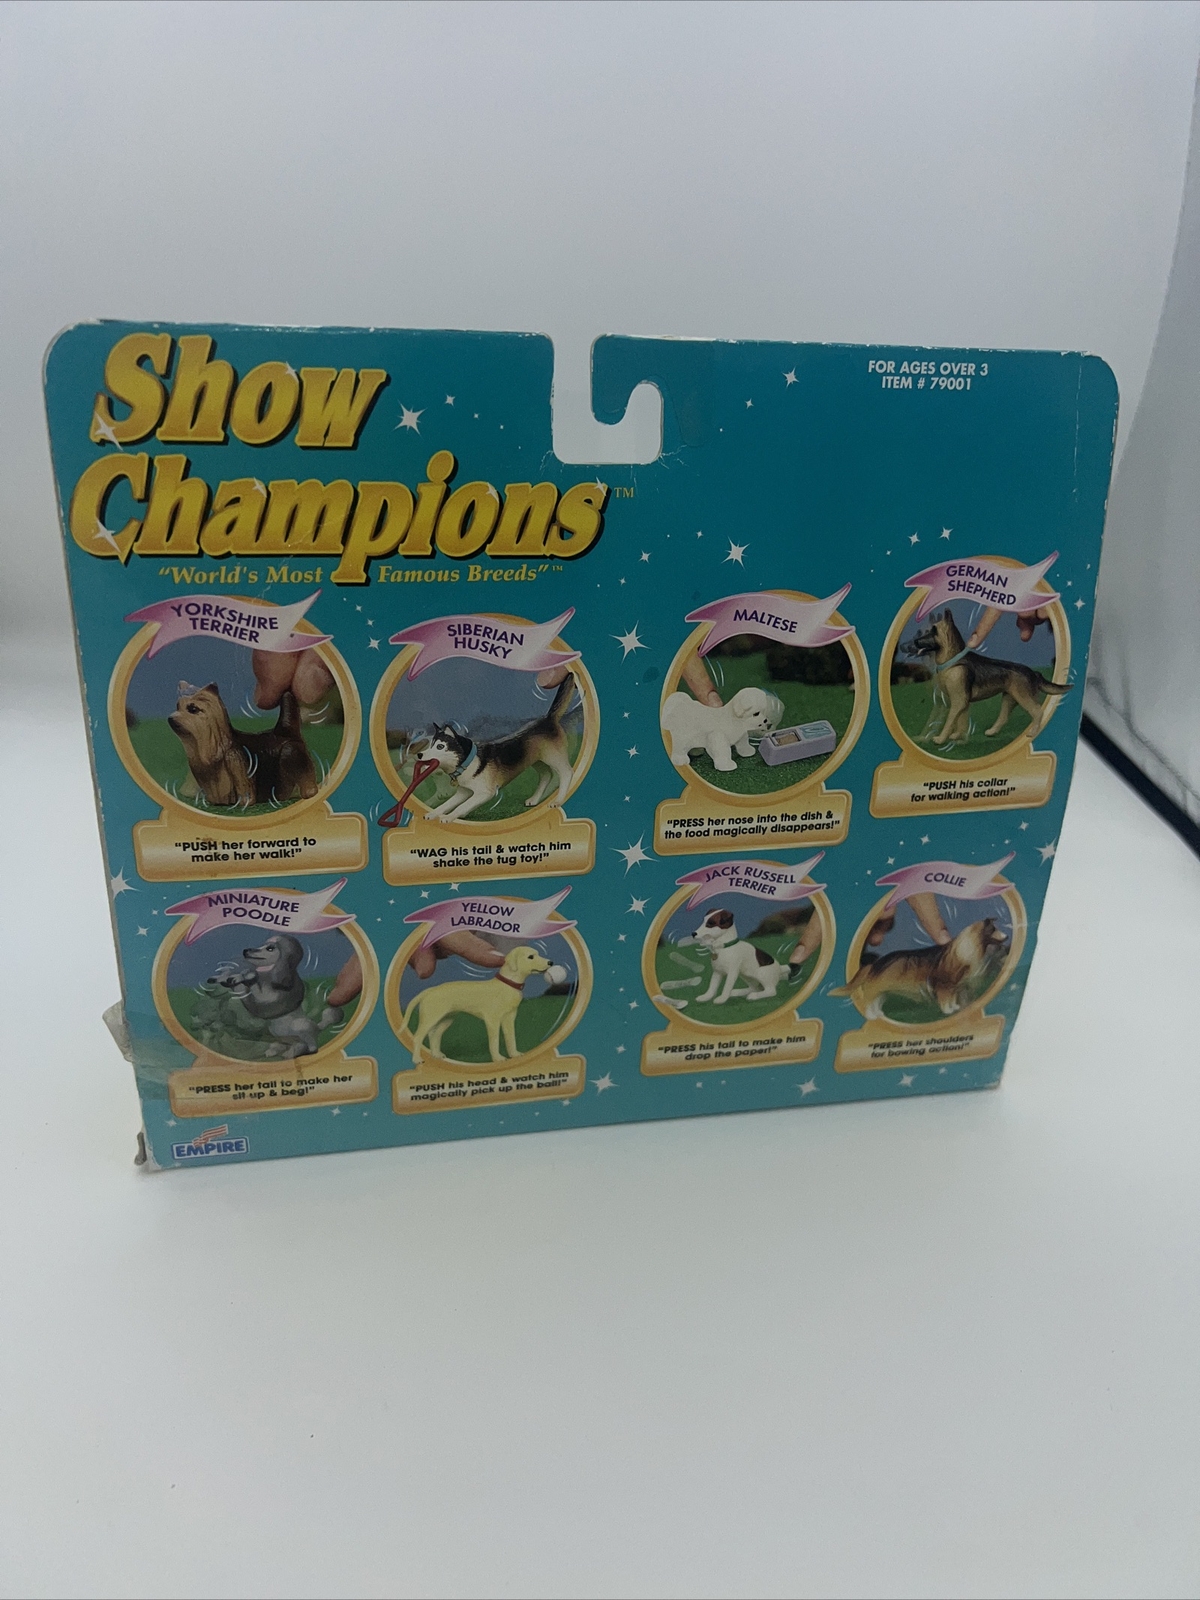 Show
Champions™
"World's Most Famous Breeds"™
FOR AGES OVER 3
ITEM # 79001
YORKSHIRE
TERRIER
"PUSH her forward to
make her walk!"
SIBERIAN
HUSKY
"WAG his tail & watch him
shake the tug toy!"
MALTESE
"PRESS her nose into the dish &
the food magically disappears!"
GERMAN
SHEPHERD
"PUSH his collar
for walking action!"
MINIATURE
POODLE
"PRESS her tail to make her
sit up & beg!"
YELLOW
LABRADOR
"PUSH his head & watch him
magically pick up the ball!"
JACK RUSSELL
TERRIER
"PRESS his tail to make him
drop the paper!"
COLLIE
"PRESS her shoulders
for bowing action!"
EMPIRE